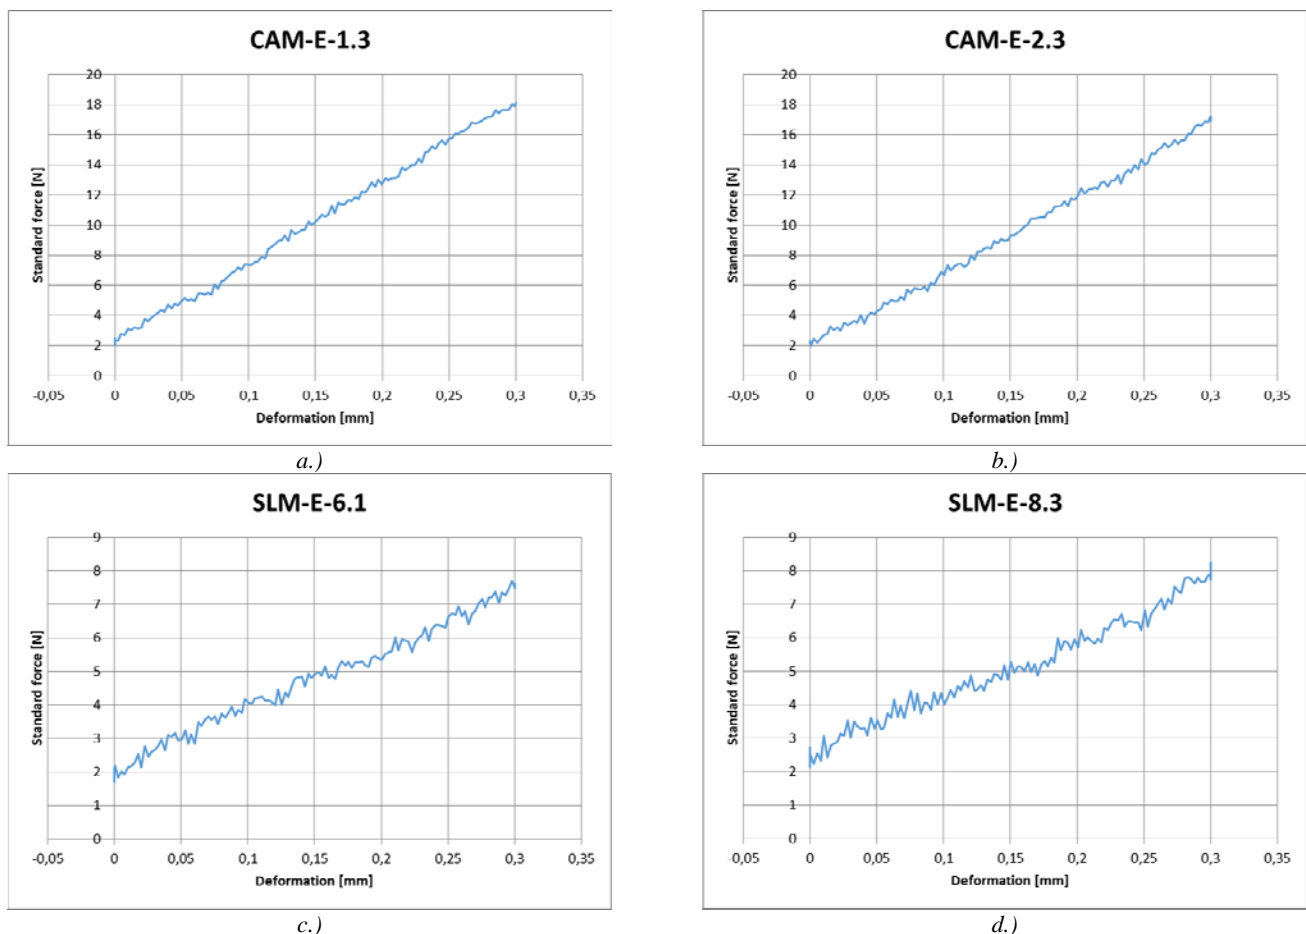 CAM-E-1.3
20
18
16
14
12
10
8
6
4
2
0
Standard force [N]
-0,05 0 0,05 0,1 0,15 0,2 0,25 0,3 0,35
Deformation [mm]
a.)
CAM-E-2.3
20
18
16
14
12
10
8
6
4
2
0
Standard force [N]
-0,05 0 0,05 0,1 0,15 0,2 0,25 0,3 0,35
Deformation [mm]
b.)
SLM-E-6.1
9
8
7
6
5
4
3
2
1
0
Standard force [N]
-0,05 0 0,05 0,1 0,15 0,2 0,25 0,3 0,35
Deformation [mm]
c.)
SLM-E-8.3
9
8
7
6
5
4
3
2
1
0
Standard force [N]
-0,05 0 0,05 0,1 0,15 0,2 0,25 0,3 0,35
Deformation [mm]
d.)